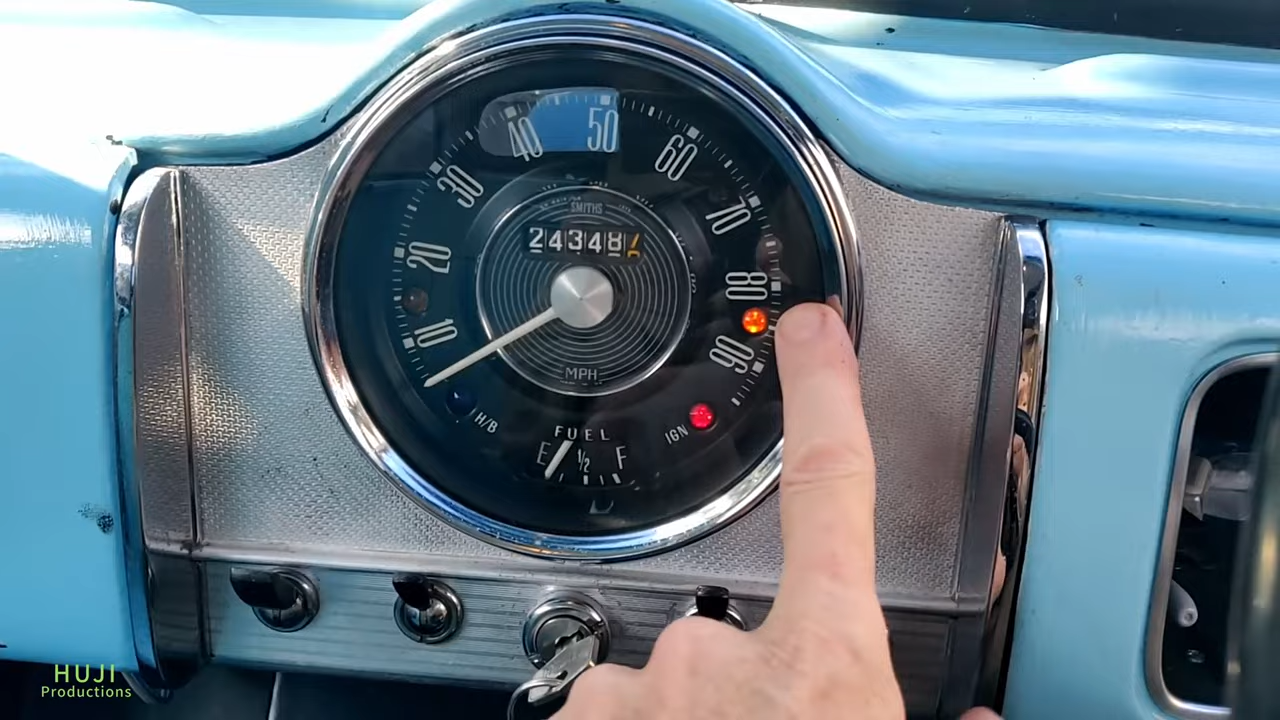 40 50
30 60
20 70
10 80
90
SMITHS
24348
MPH
H/B
IGN
FUEL
E 1/2 F
HUJI
Productions